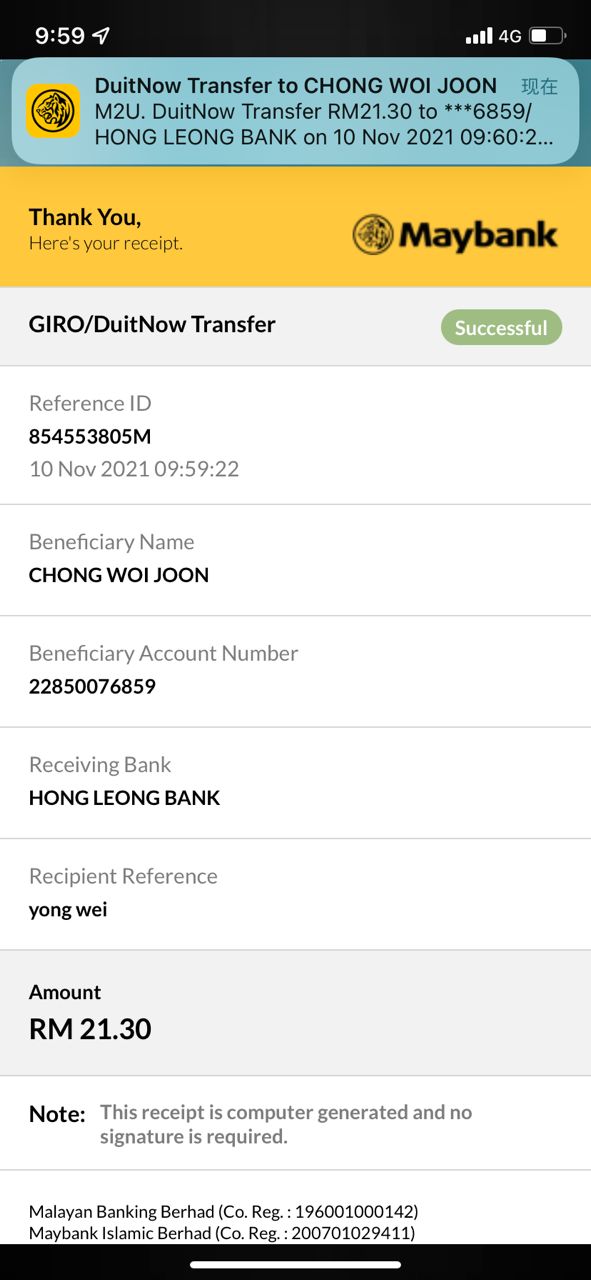 9:59
4G
DuitNow Transfer to CHONG WOI JOON 现在
M2U. DuitNow Transfer RM21.30 to ***6859/
HONG LEONG BANK on 10 Nov 2021 09:60:2...
Thank You,
Here's your receipt.
Maybank
GIRO/DuitNow Transfer
Successful
Reference ID
854553805M
10 Nov 2021 09:59:22
Beneficiary Name
CHONG WOI JOON
Beneficiary Account Number
22850076859
Receiving Bank
HONG LEONG BANK
Recipient Reference
yong wei
Amount
RM 21.30
Note: This receipt is computer generated and no
signature is required.
Malayan Banking Berhad (Co. Reg. : 196001000142)
Maybank Islamic Berhad (Co. Reg. : 200701029411)